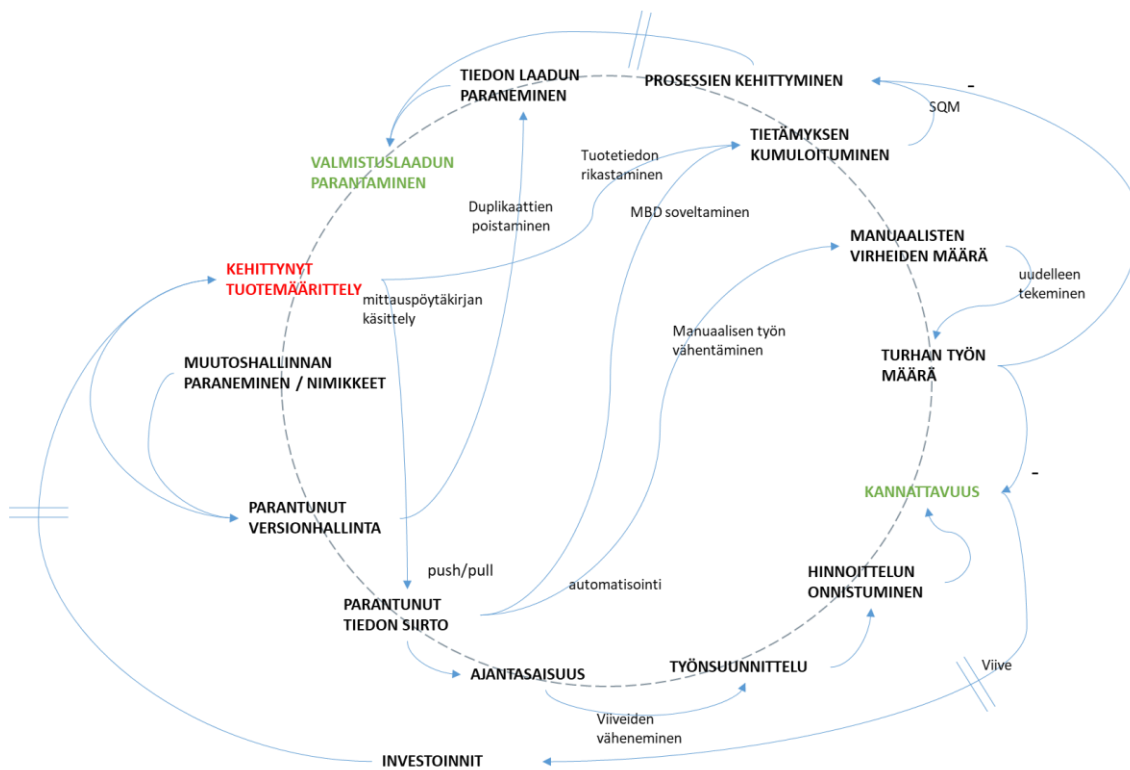 TIEDON LAADUN
PARANEMINEN
PROSESSIEN KEHITTYMINEN
-
SQM
TIETÄMYKSEN
KUMULOITUMINEN
VALMISTUSLAADUN
PARANTAMINEN
Tuotetiedon
rikastaminen
Duplikaattien
poistaminen
MBD soveltaminen
MANUAALISTEN
VIRHEIDEN MÄÄRÄ
KEHITTYNYT
TUOTEMÄÄRITTELY
uudelleen
tekeminen
mittauspöytäkirjan
käsittely
Manuaalisen työn
vähentäminen
MUUTOSHALLINNAN
PARANEMINEN / NIMIKKEET
TURHAN TYÖN
MÄÄRÄ
-
KANNATTAVUUS
PARANTUNUT
VERSIONHALLINTA
push/pull
automatisointi
HINNOITTELUN
ONNISTUMINEN
PARANTUNUT
TIEDON SIIRTO
AJANTASAISUUS
TYÖNSUUNNITTELU
Viive
Viiveiden
väheneminen
INVESTOINNIT